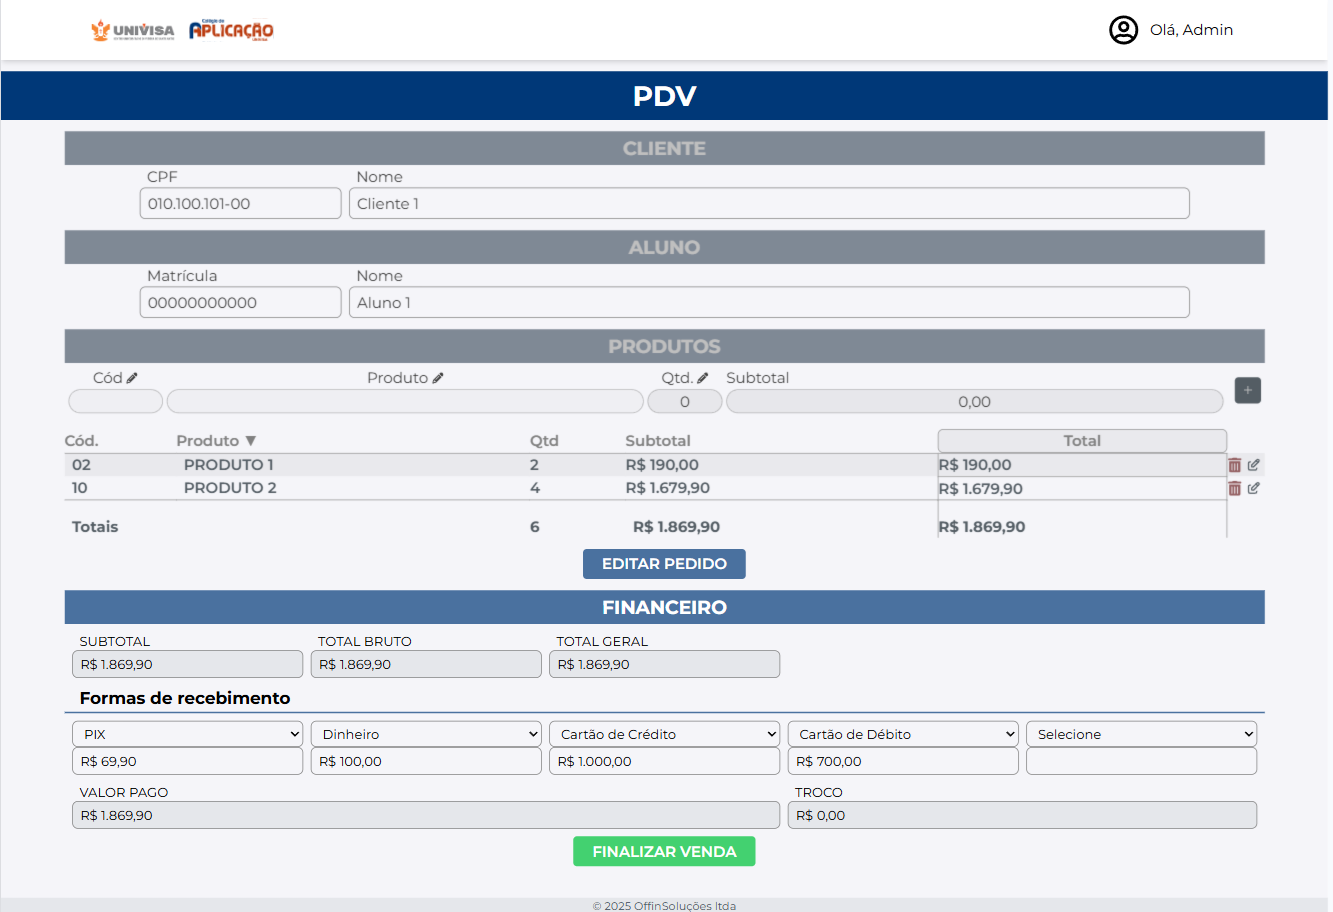 UNIVISA Colégio de APLICAÇÃO Olá, Admin
PDV
CLIENTE
CPF Nome
010.100.101-00 Cliente 1
ALUNO
Matrícula Nome
00000000000 Aluno 1
PRODUTOS
Cód Produto Qtd. Subtotal
0 0,00 +
Cód. Produto ▼ Qtd Subtotal Total
02 PRODUTO 1 2 R$ 190,00 R$ 190,00
10 PRODUTO 2 4 R$ 1.679,90 R$ 1.679,90
Totais 6 R$ 1.869,90 R$ 1.869,90
EDITAR PEDIDO
FINANCEIRO
SUBTOTAL TOTAL BRUTO TOTAL GERAL
R$ 1.869,90 R$ 1.869,90 R$ 1.869,90
Formas de recebimento
PIX Dinheiro Cartão de Crédito Cartão de Débito Selecione
R$ 69,90 R$ 100,00 R$ 1.000,00 R$ 700,00
VALOR PAGO TROCO
R$ 1.869,90 R$ 0,00
FINALIZAR VENDA
© 2025 OffinSoluções ltda